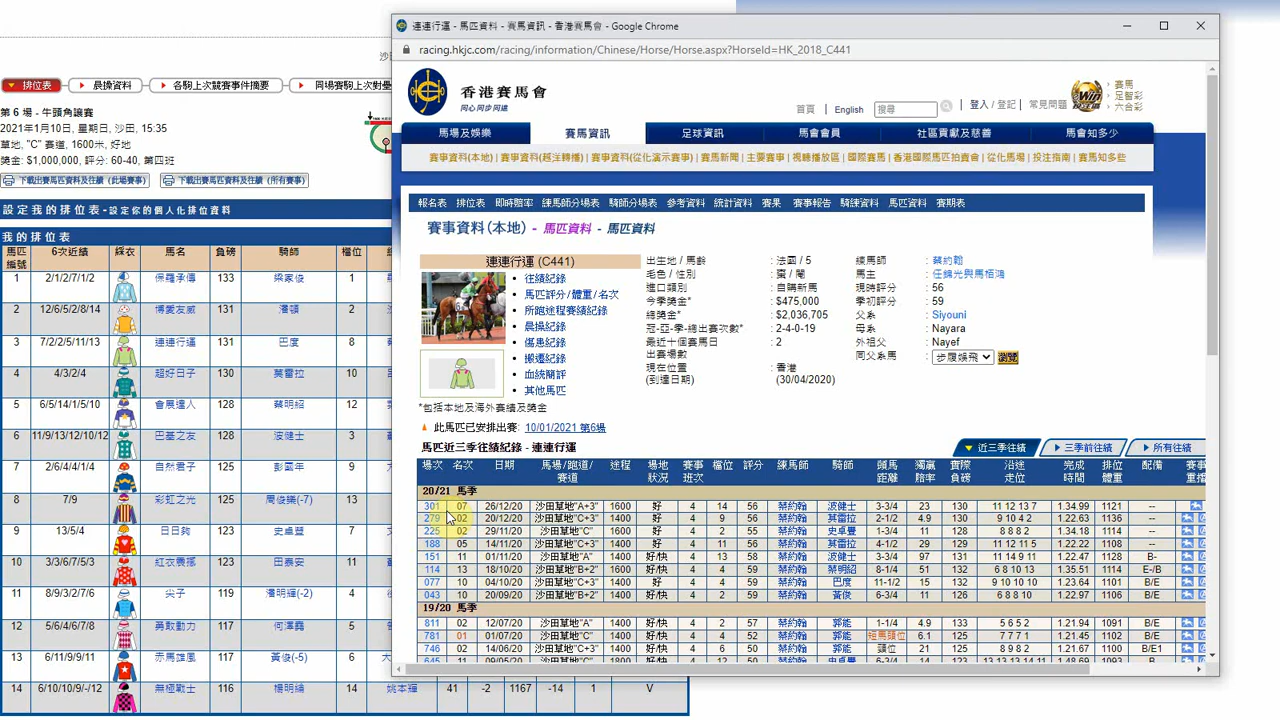 連連行運 - 馬匹資料 - 賽馬資訊 - 香港賽馬會 - Google Chrome
racing.hkjc.com/racing/information/Chinese/Horse/Horse.aspx?HorseId=HK_2018_C441
排位表 晨操資料 各駒上次競賽事件摘要 同場賽駒上次對壘
第 6 場 - 牛頭角讓賽
2021年1月10日, 星期日, 沙田, 15:35
草地, "C" 賽道, 1600米, 好地
獎金: $1,000,000, 評分: 60-40, 第四班
下載出賽馬匹資料及往績 (此場賽事) 下載出賽馬匹資料及往績 (所有賽事)
設定我的排位表-設定你的個人化排位資料
我的排位表
馬匹編號 6次近績 綵衣 馬名 負磅 騎師 檔位
1 2/1/2/7/1/2 保羅承傳 133 梁家俊 1
2 12/6/5/2/8/14 博愛友威 131 潘頓 2
3 7/2/2/5/11/13 連連行運 131 巴度 8
4 4/3/2/4 超好日子 130 莫雷拉 10
5 6/5/14/1/5/10 會展達人 128 蔡明紹 12
6 11/9/13/12/10/12 巴基之友 128 波健士 3
7 2/6/4/1/4 自然君子 125 彭國年 9
8 7/9 彩虹之光 125 周俊樂(-7) 13
9 13/5/4 日日夠 123 史卓豐 7
10 3/3/6/7/5/3 紅衣醒猴 123 田泰安 11
11 8/9/3/2/7/6 尖子 潘明輝(-2) 4
12 5/6/4/6/7/8 勇敢動力 117 何澤堯 5
13 6/11/9/9/11 赤馬雄風 117 黃俊(-5) 6
14 6/10/10/9/-/12 無極戰士 116 楊明綸 14 姚本輝 41 -2 1167 -14 1 V
香港賽馬會
同心同步同進
首頁 | English 搜尋 | 登入 / 登記 | 常見問題
賽馬
足智彩
六合彩
馬場及娛樂 賽馬資訊 足球資訊 馬會會員 社區貢獻及慈善 馬會知多少
賽事資料(本地) | 賽事資料(越洋轉播) | 賽事資料(從化演示賽事) | 賽馬新聞 | 主要賽事 | 視聽播放區 | 國際賽馬 | 香港國際馬匹拍賣會 | 從化馬場 | 投注指南 | 賽馬知多些
報名表 排位表 即時賠率 練馬師分場表 騎師分場表 參考資料 統計資料 賽果 賽事報告 騎練資料 馬匹資料 賽期表
賽事資料(本地) - 馬匹資料 - 馬匹資料
連連行運 (C441)
往績紀錄
馬匹評分/體重/名次
所跑途程賽績紀錄
晨操紀錄
傷患紀錄
搬遷紀錄
血統簡評
其他馬匹
出生地 / 馬齡 : 法國 / 5
毛色 / 性別 : 棗 / 閹
進口類別 : 自購新馬
今季獎金* : $475,000
總獎金* : $2,036,705
冠-亞-季-總出賽次數* : 2-4-0-19
最近十個賽馬日出賽場數 : 2
現在位置 (到達日期) : 香港 (30/04/2020)
練馬師 : 蔡約翰
馬主 : 任錦光與馬栢鴻
現時評分 : 56
季初評分 : 59
父系 : Siyouni
母系 : Nayara
外祖父 : Nayef
同父系馬 : 步履娛飛 瀏覽
*包括本地及海外賽績及獎金
此馬匹已安排出賽: 10/01/2021 第6場
馬匹近三季往績紀錄 - 連連行運
近三季往績 三季前往績 所有往績
場次 名次 日期 馬場/跑道/賽道 途程 場地狀況 賽事班次 檔位 評分 練馬師 騎師 頭馬距離 獨贏賠率 實際負磅 沿途走位 完成時間 排位體重 配備 賽事重播
20/21 馬季
301 07 26/12/20 沙田草地"A+3" 1600 好 4 14 56 蔡約翰 波健士 3-3/4 23 130 11 12 13 7 1.34.99 1121 --
279 02 20/12/20 沙田草地"C+3" 1400 好 4 9 56 蔡約翰 莫雷拉 2-1/2 4.9 130 9 10 4 2 1.22.63 1136 --
225 02 29/11/20 沙田草地"C" 1600 好 4 2 55 蔡約翰 史卓豐 1-3/4 11 128 8 8 8 2 1.34.18 1114 --
188 05 14/11/20 沙田草地"C+3" 1400 好 4 11 56 蔡約翰 莫雷拉 4-1/2 29 129 11 12 11 5 1.22.22 1108 --
151 11 01/11/20 沙田草地"A" 1400 好/快 4 13 58 蔡約翰 波健士 3-3/4 97 131 11 14 9 11 1.22.47 1128 B-
114 13 18/10/20 沙田草地"B+2" 1600 好/快 4 4 59 蔡約翰 蔡明紹 8-1/4 51 132 6 8 10 13 1.35.51 1114 E-/B
077 10 04/10/20 沙田草地"C+3" 1400 好 4 2 59 蔡約翰 巴度 11-1/2 15 132 9 10 10 10 1.23.64 1101 B/E
043 10 20/09/20 沙田草地"B+2" 1400 好/快 4 2 59 蔡約翰 黃俊 6-3/4 11 126 6 8 8 10 1.22.97 1106 B/E
19/20 馬季
811 02 12/07/20 沙田草地"A" 1400 好/快 4 2 57 蔡約翰 郭能 1-1/4 4.9 133 5 6 5 2 1.21.94 1091 B/E
781 01 01/07/20 沙田草地"C" 1400 好/快 4 4 52 蔡約翰 郭能 短馬頭位 6.1 125 7 7 7 1 1.21.45 1102 B/E
746 02 14/06/20 沙田草地"C+3" 1400 好/快 4 6 50 蔡約翰 郭能 頸位 21 125 8 9 8 2 1.21.67 1100 B/E1